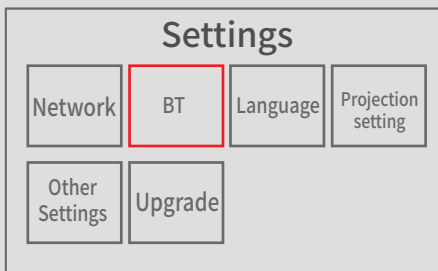 Settings
Network
BT
Language
Projection
setting
Other
Settings
Upgrade